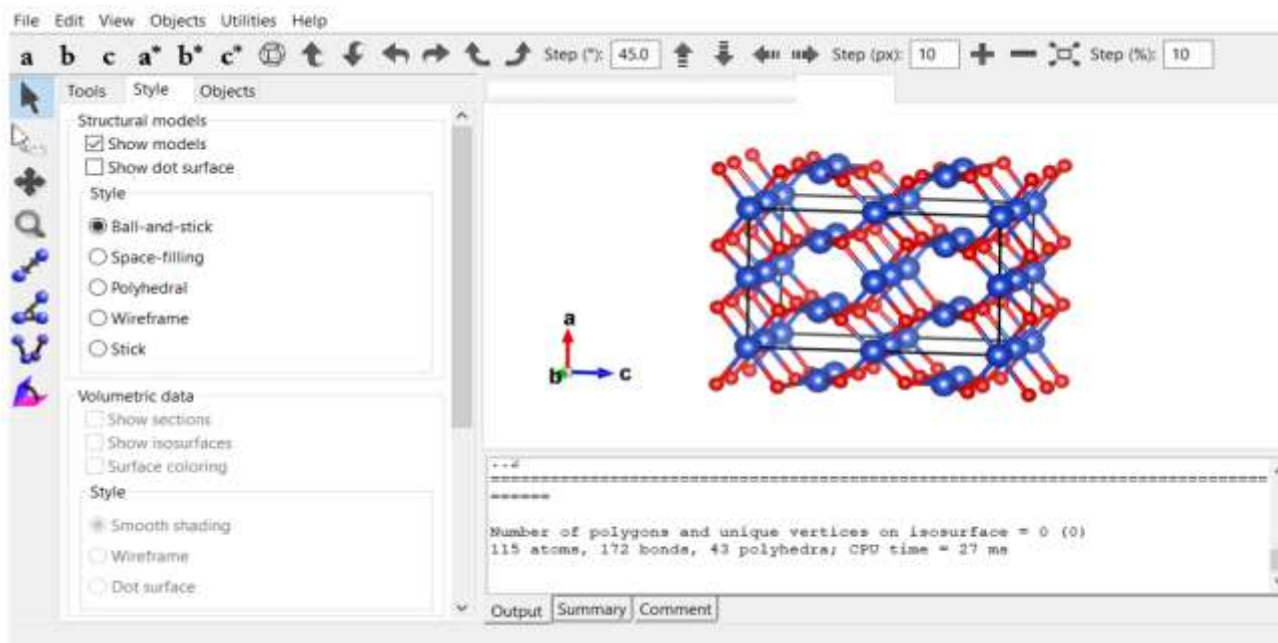 File Edit View Objects Utilities Help
a b c a* b* c* Step (°): 45.0 Step (px): 10 Step (%): 10
Tools Style Objects
Structural models
Show models
Show dot surface
Style
Ball-and-stick
Space-filling
Polyhedral
Wireframe
Stick
Volumetric data
Show sections
Show isosurfaces
Surface coloring
Style
Smooth shading
Wireframe
Dot surface
a
b c
Number of polygons and unique vertices on isosurface = 0 (0)
115 atoms, 172 bonds, 43 polyhedra; CPU time = 27 ms
Output Summary Comment